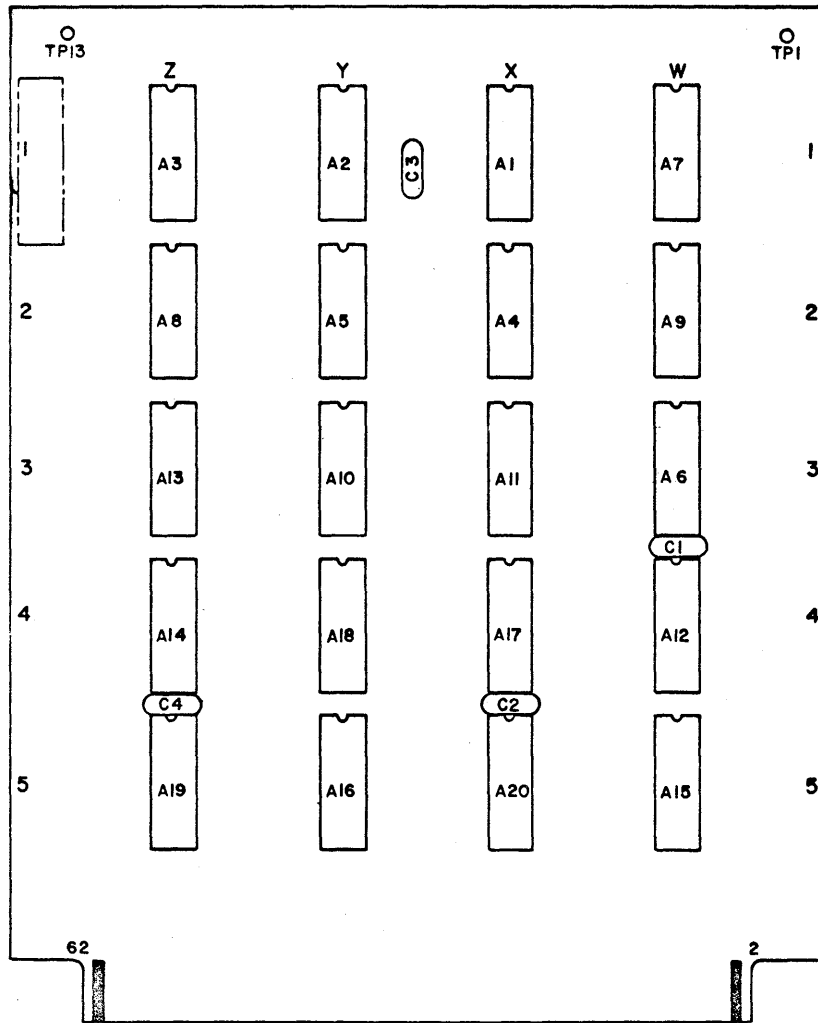 TP13 TP1
Z Y X W
1 A3 A2 C3 A1 A7 1
2 A8 A5 A4 A9 2
3 A13 A10 A11 A6 3
C1
4 A14 A18 A17 A12 4
C4 C2
5 A19 A16 A20 A15 5
62 2